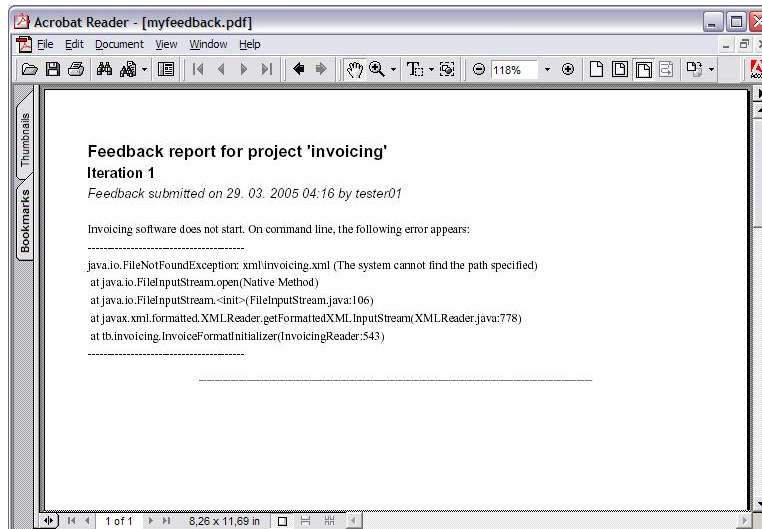 Acrobat Reader - [myfeedback.pdf]
File Edit Document View Window Help
118%
Thumbnails
Bookmarks
Feedback report for project 'invoicing'
Iteration 1
Feedback submitted on 29. 03. 2005 04:16 by tester01
Invoicing software does not start. On command line, the following error appears:
----------------------------------------
java.io.FileNotFoundException: xml\invoicing.xml (The system cannot find the path specified)
at java.io.FileInputStream.open(Native Method)
at java.io.FileInputStream.<init>(FileInputStream.java:106)
at javax.xml.formatted.XMLReader.getFormattedXMLInputStream(XMLReader.java:778)
at tb.invoicing.InvoiceFormatInitializer(InvoicingReader:543)
----------------------------------------
__________________________________________________
1 of 1
8,26 x 11,69 in